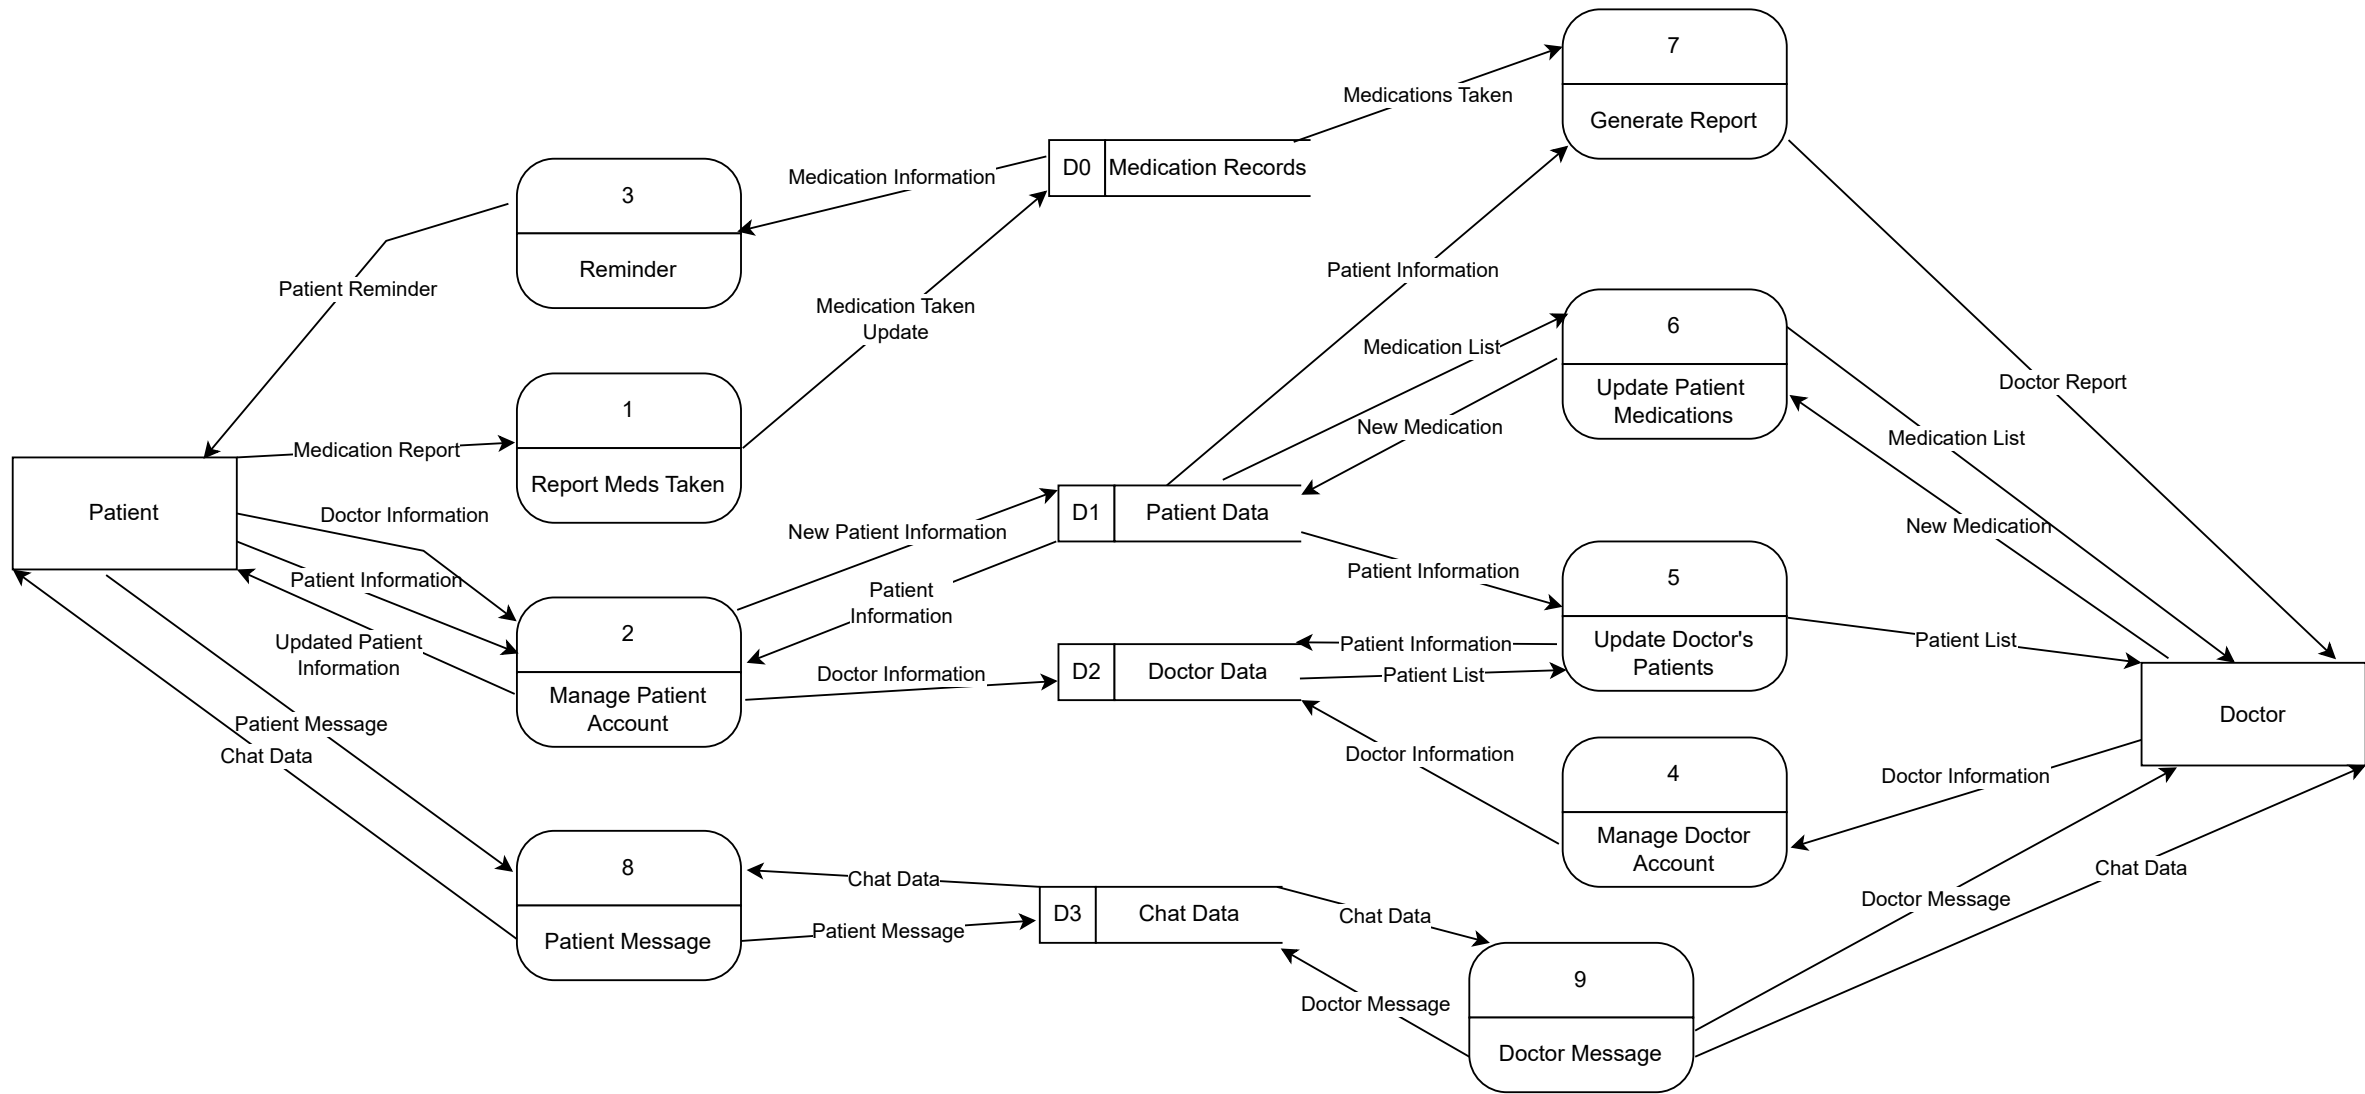 7
Generate Report
Medications Taken
D0
Medication Records
Medication Information
3
Reminder
Patient Reminder
Medication Taken
Update
Patient Information
6
Update Patient
Medications
Medication List
New Medication
Doctor Report
Medication List
New Medication
1
Report Meds Taken
Medication Report
Patient
Doctor Information
Patient Information
Updated Patient
Information
New Patient Information
D1
Patient Data
Patient
Information
2
Manage Patient
Account
Patient Information
5
Update Doctor's
Patients
Patient Information
Patient List
Patient List
D2
Doctor Data
Doctor Information
Doctor
Doctor Information
4
Manage Doctor
Account
Doctor Information
Patient Message
Chat Data
8
Patient Message
Chat Data
Patient Message
D3
Chat Data
Chat Data
Doctor Message
9
Doctor Message
Doctor Message
Chat Data